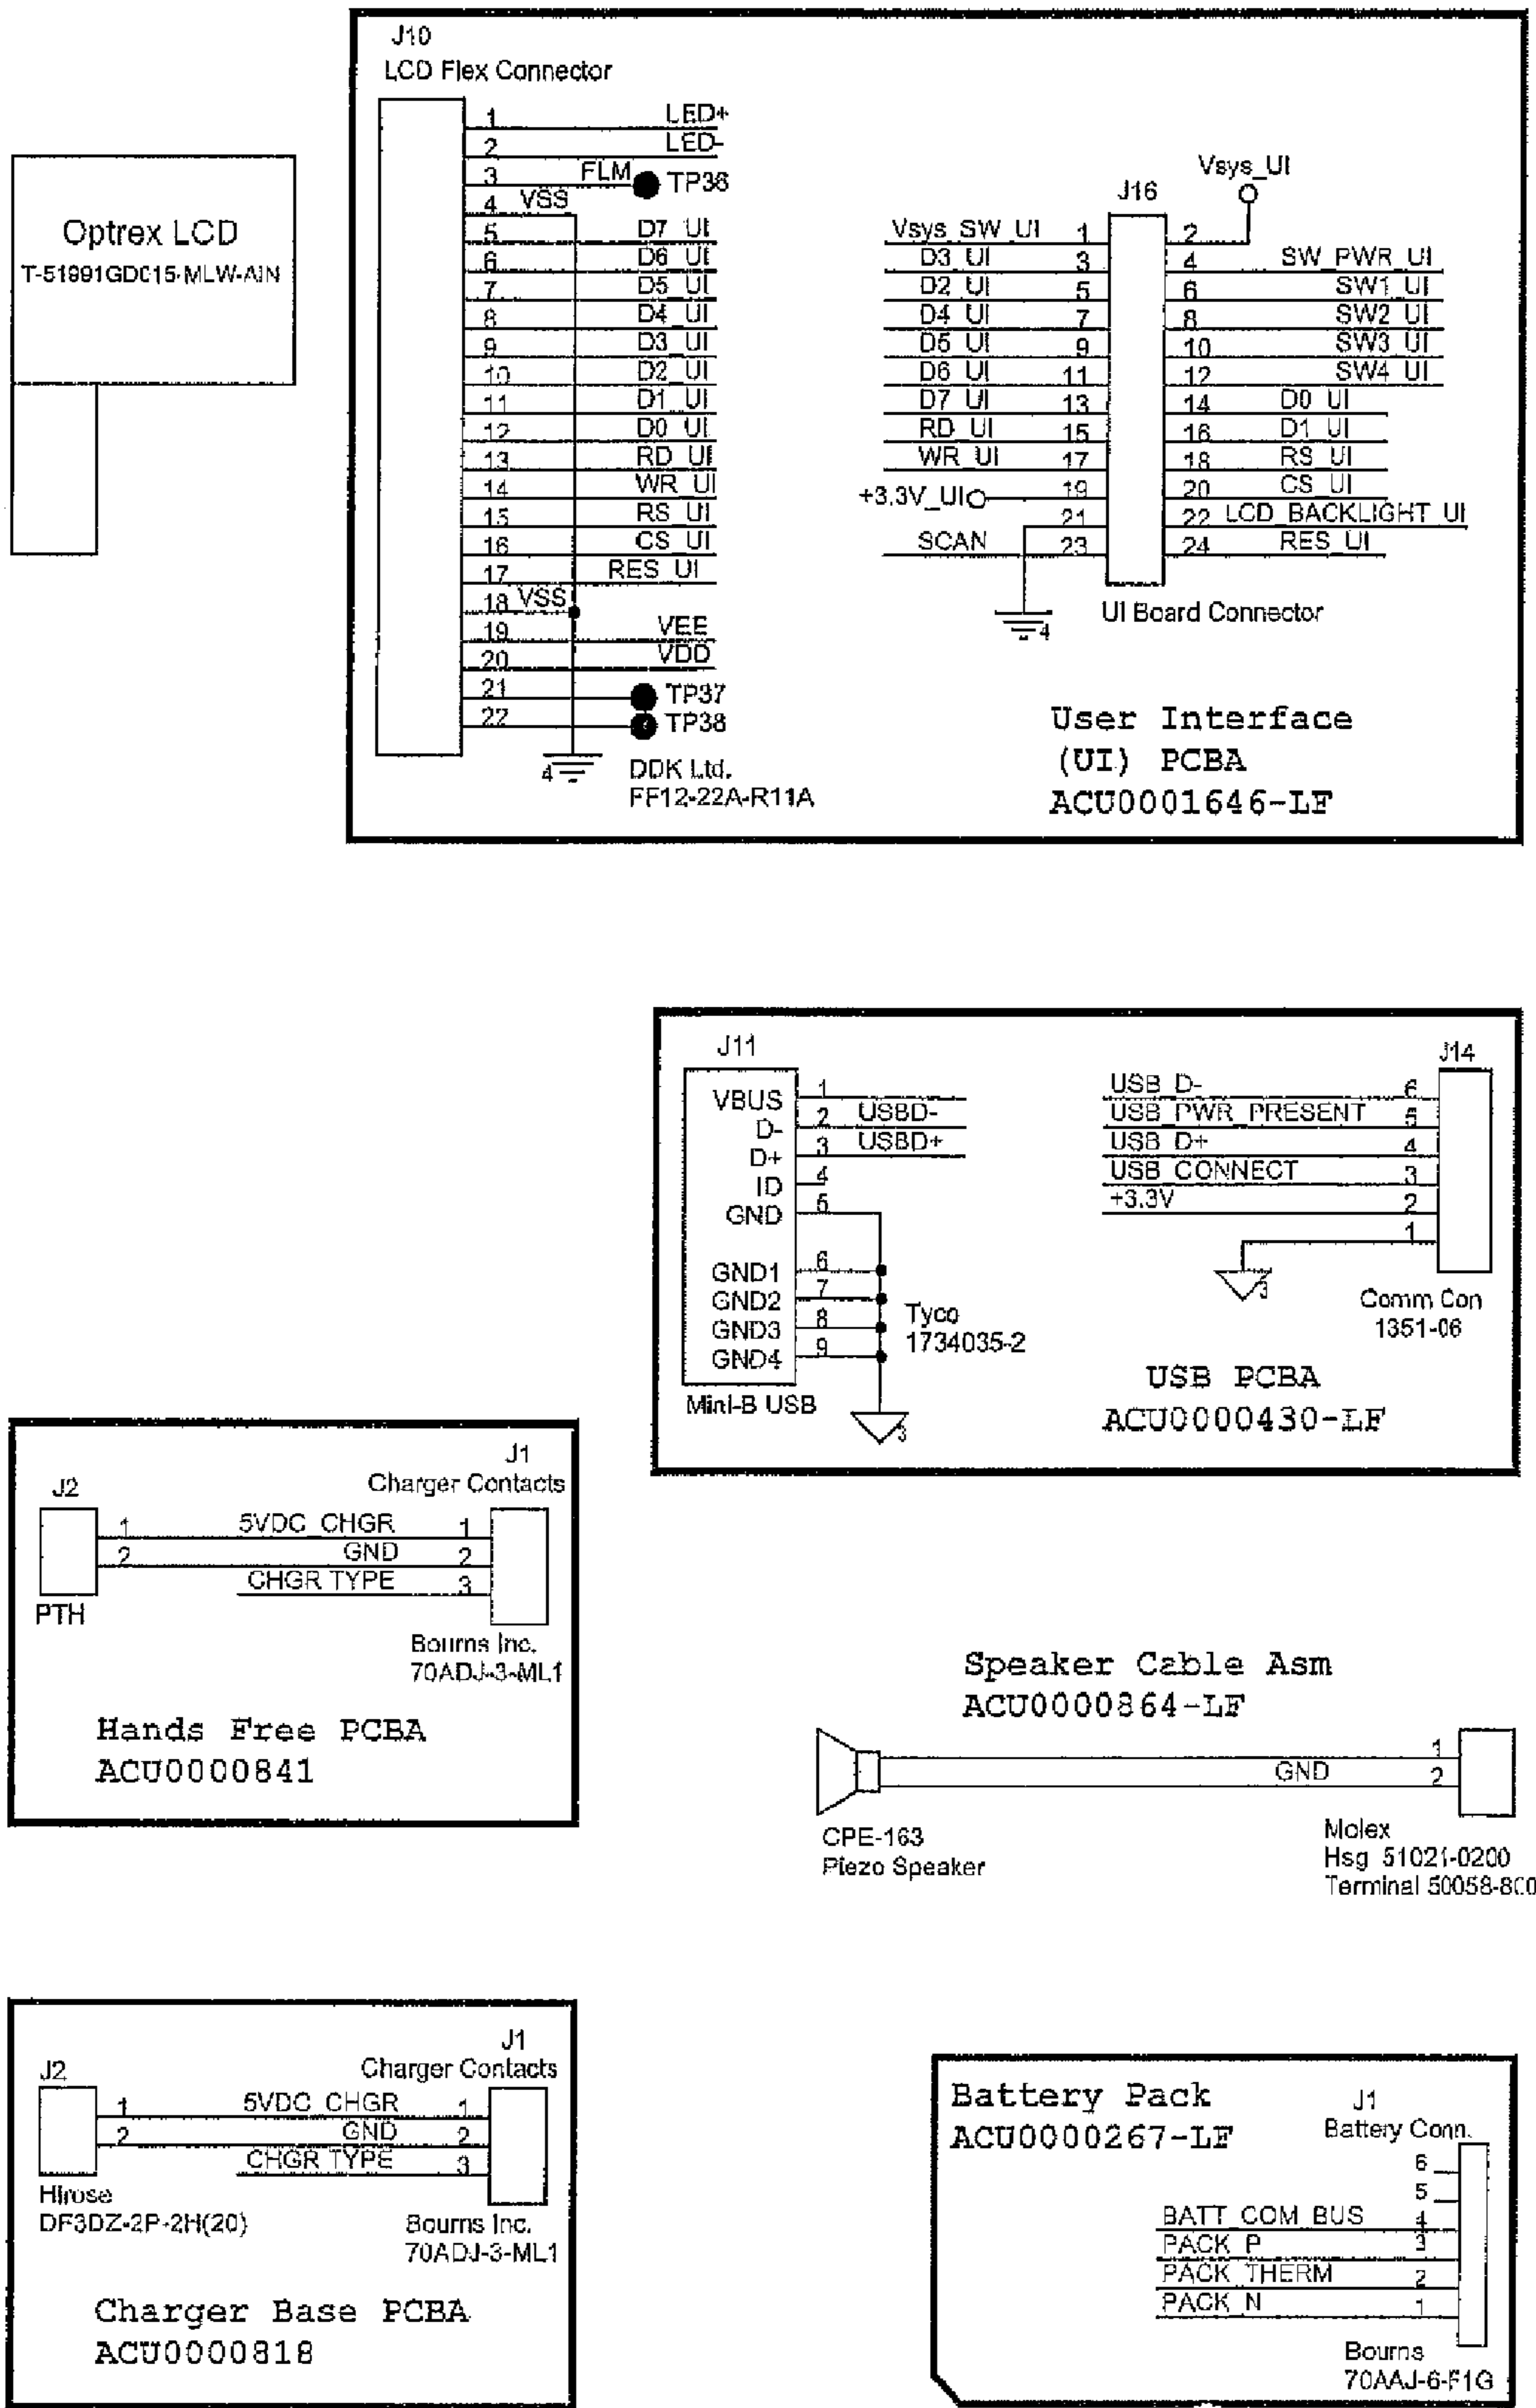 J10
LCD Flex Connector
1 LED+
2 LED-
3 FLM TP36
4 VSS
5 D7_UI
6 D6_UI
7 D5_UI
8 D4_UI
9 D3_UI
10 D2_UI
11 D1_UI
12 D0_UI
13 RD_UI
14 WR_UI
15 RS_UI
16 CS_UI
17 RES_UI
18 VSS
19 VEE
20 VDD
21 TP37
22 TP38
4
DDK Ltd.
FF12-22A-R11A
Optrex LCD
T-51991GD015-MLW-AIN
Vsys_UI
J16
Vsys_SW_UI 1 2
D3_UI 3 4 SW_PWR_UI
D2_UI 5 6 SW1_UI
D4_UI 7 8 SW2_UI
D5_UI 9 10 SW3_UI
D6_UI 11 12 SW4_UI
D7_UI 13 14 D0_UI
RD_UI 15 16 D1_UI
WR_UI 17 18 RS_UI
+3.3V_UI 19 20 CS_UI
21 22 LCD_BACKLIGHT_UI
SCAN 23 24 RES_UI
4
UI Board Connector
User Interface
(UI) PCBA
ACU0001646-LF
J11
VBUS 1
D- 2 USBD-
D+ 3 USBD+
ID 4
GND 5
GND1 6
GND2 7
GND3 8
GND4 9
Tyco
1734035-2
Mini-B USB
3
J14
USB_D- 6
USB_PWR_PRESENT 5
USB_D+ 4
USB_CONNECT 3
+3.3V 2
1
3
Comm Con
1351-06
USB PCBA
ACU0000430-LF
J1
Charger Contacts
J2
1 5VDC_CHGR 1
2 GND 2
CHGR TYPE 3
PTH
Bourns Inc.
70ADJ-3-ML1
Hands Free PCBA
ACU0000841
Speaker Cable Asm
ACU0000864-LF
1
GND 2
CPE-163
Piezo Speaker
Molex
Hsg 51021-0200
Terminal 50058-800
J1
Charger Contacts
J2
1 5VDC_CHGR 1
2 GND 2
CHGR TYPE 3
Hirose
DF3DZ-2P-2H(20)
Bourns Inc.
70ADJ-3-ML1
Charger Base PCBA
ACU0000818
Battery Pack
ACU0000267-LF
J1
Battery Conn.
6
5
BATT_COM_BUS 4
PACK_P 3
PACK_THERM 2
PACK_N 1
Bourns
70AAJ-6-F1G